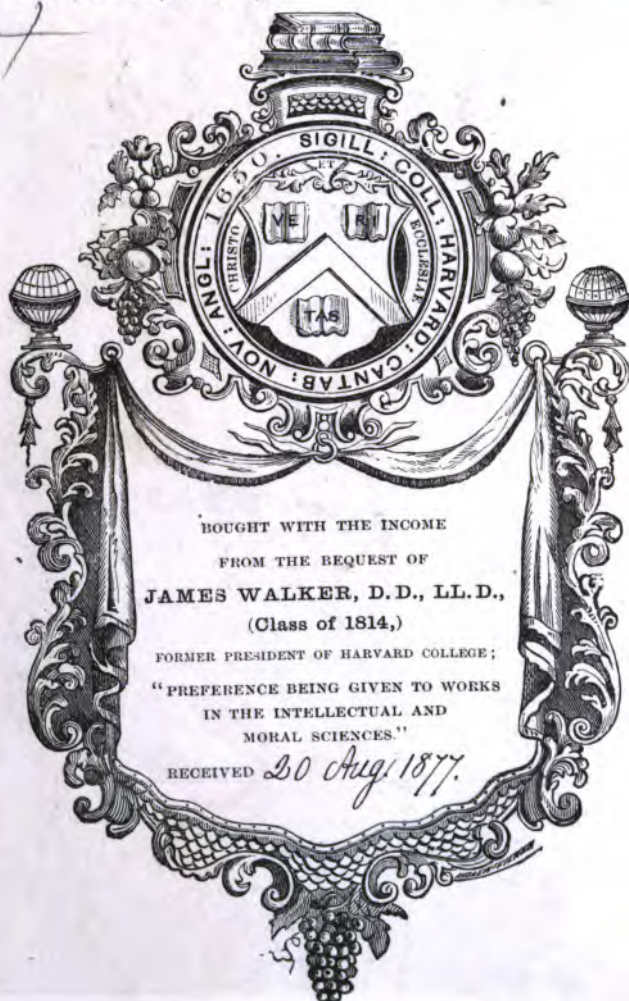 SIGILL: COLL: HARVARD: CANTAB: NOV: ANGL: 1650.
CHRISTO ET ECCLESIAE
VE RI
TAS
BOUGHT WITH THE INCOME
FROM THE BEQUEST OF
JAMES WALKER, D.D., LL.D.,
(Class of 1814,)
FORMER PRESIDENT OF HARVARD COLLEGE;
"PREFERENCE BEING GIVEN TO WORKS
IN THE INTELLECTUAL AND
MORAL SCIENCES."
RECEIVED 20 Aug. 1877.